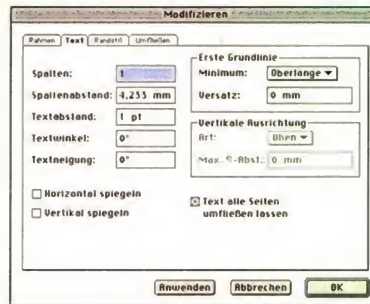 Modifizieren
Rahmen Text Randstil Umfließen
Spalten: 1
Spaltenabstand: 4,233 mm
Textabstand: 1 pt
Textwinkel: 0°
Textneigung: 0°
Horizontal spiegeln
Vertikal spiegeln
Erste Grundlinie
Minimum: Oberlänge
Versatz: 0 mm
Vertikale Ausrichtung
Art: Oben
Max. ¶-Abst.: 0 mm
Text alle Seiten
umfließen lassen
Anwenden Abbrechen OK